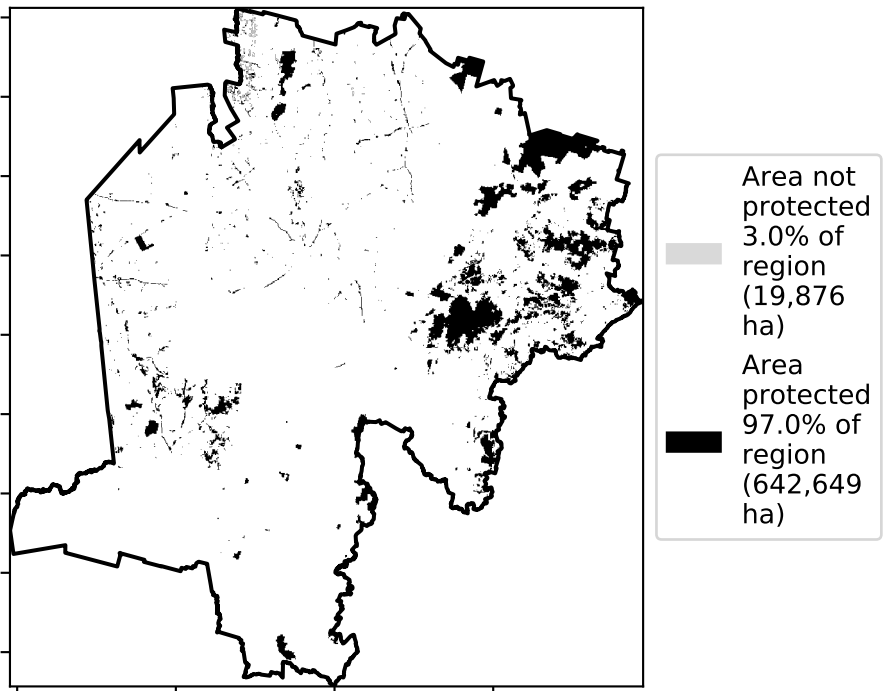 Area not
protected
3.0% of
region
(19,876
ha)
Area
protected
97.0% of
region
(642,649
ha)